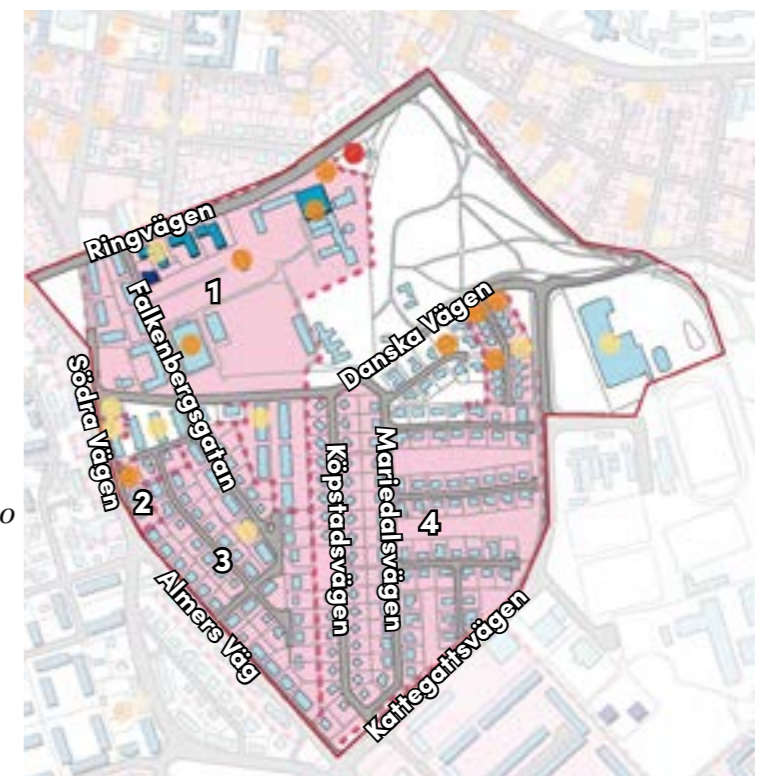 Ringvägen
1
Falkenbergsgatan
Danska Vägen
Södra Vägen
Köpstadsvägen
Mariedalsvägen
o
2
4
3
Almers Väg
Kattegattsvägen